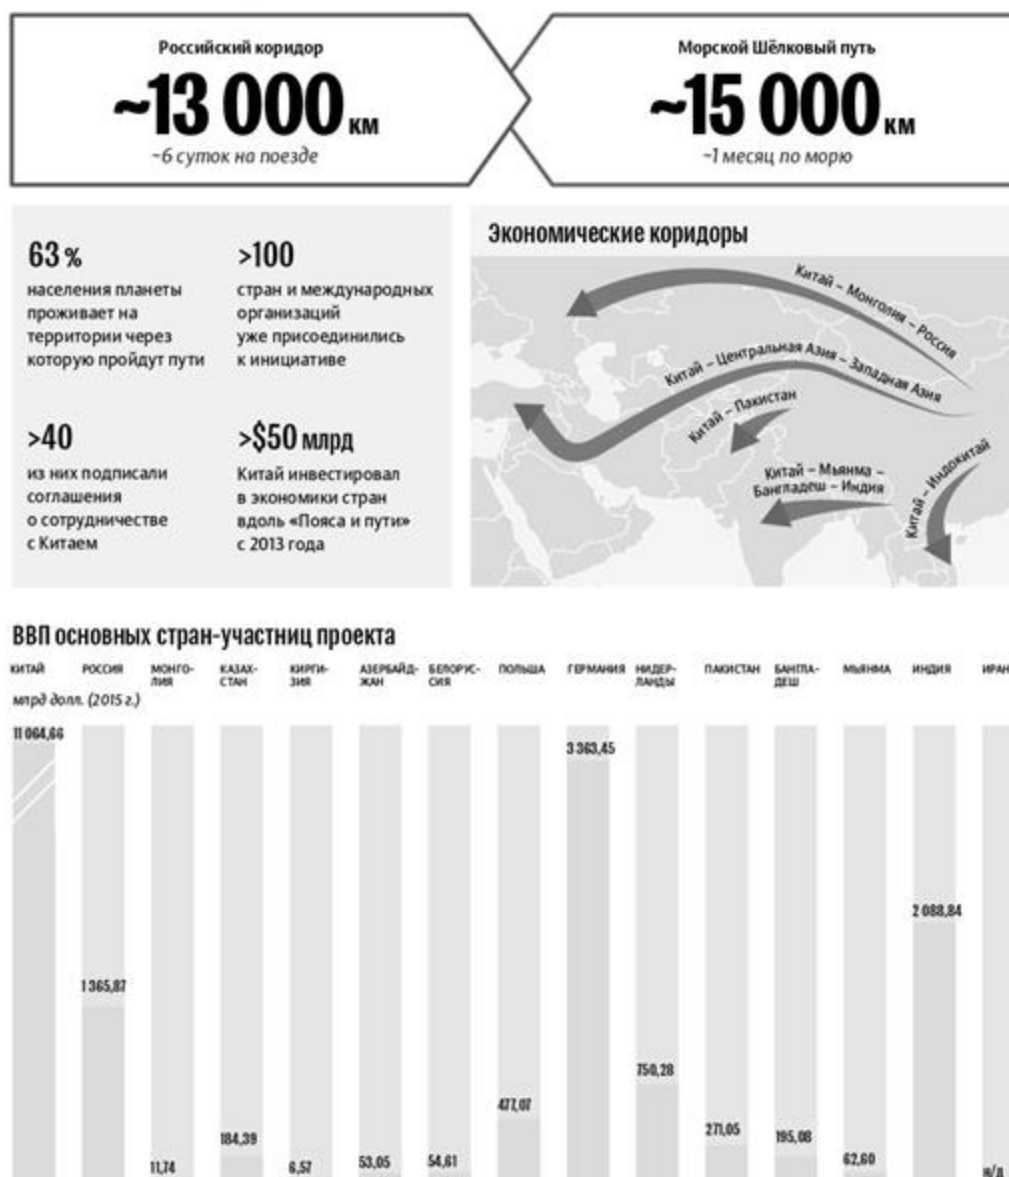 Российский коридор
~13 000 км
~6 суток на поезде
Морской Шёлковый путь
~15 000 км
~1 месяц по морю
63 %
населения планеты
проживает на
территории через
которую пройдут пути
>100
стран и международных
организаций
уже присоединились
к инициативе
>40
из них подписали
соглашения
о сотрудничестве
с Китаем
>$50 млрд
Китай инвестировал
в экономики стран
вдоль «Пояса и пути»
с 2013 года
Экономические коридоры
Китай – Монголия – Россия
Китай – Центральная Азия – Западная Азия
Китай – Пакистан
Китай – Мьянма –
Бангладеш – Индия
Китай – Индокитай
ВВП основных стран-участниц проекта
КИТАЙ
РОССИЯ
МОНГО-
ЛИЯ
КАЗАХ-
СТАН
КИРГИ-
ЗИЯ
АЗЕРБАЙД-
ЖАН
БЕЛОРУС-
СИЯ
ПОЛЬША
ГЕРМАНИЯ
НИДЕР-
ЛАНДЫ
ПАКИСТАН
БАНГЛА-
ДЕШ
МЬЯНМА
ИНДИЯ
ИРАН
млрд долл. (2015 г.)
11 064,66
1 365,87
11,74
184,39
6,57
53,05
54,61
477,07
3 363,45
750,28
271,05
195,08
62,60
2 088,84
н/д